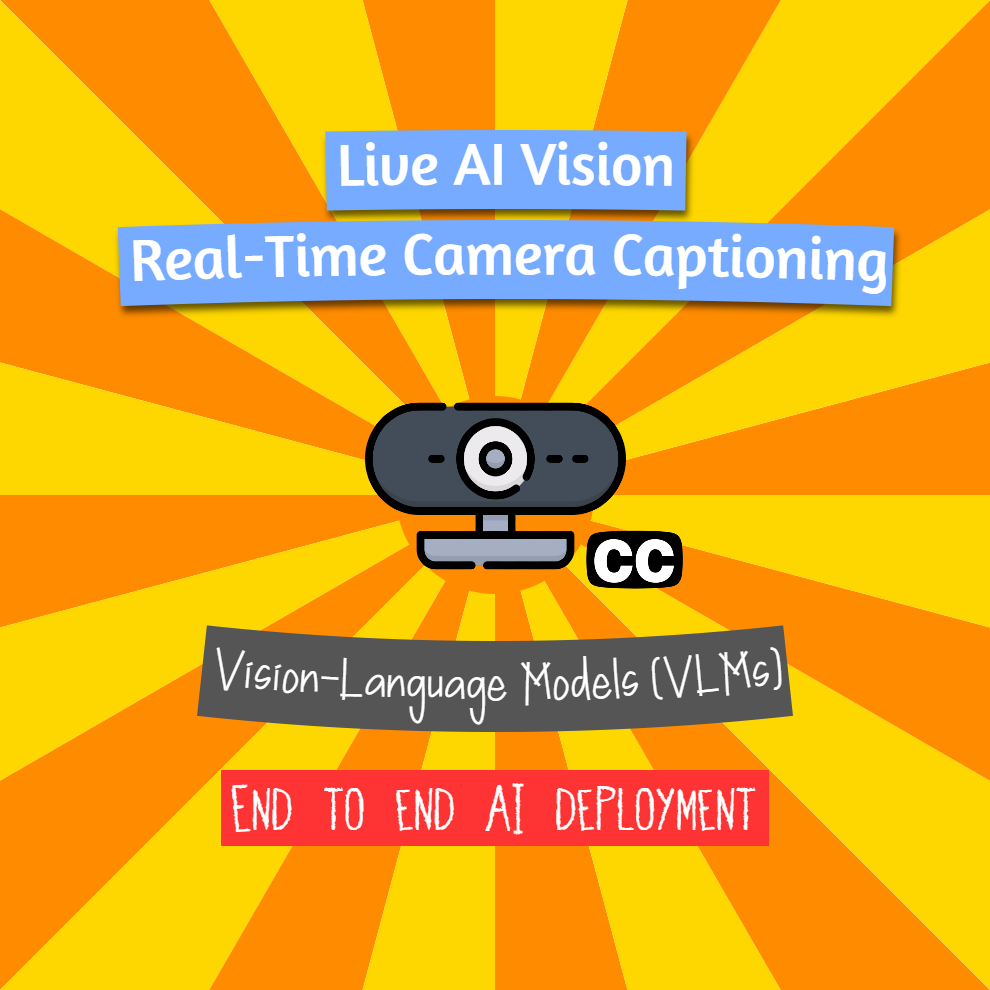 Live AI Vision
Real-Time Camera Captioning
CC
Vision-Language Models (VLMs)
END TO END AI DEPLOYMENT